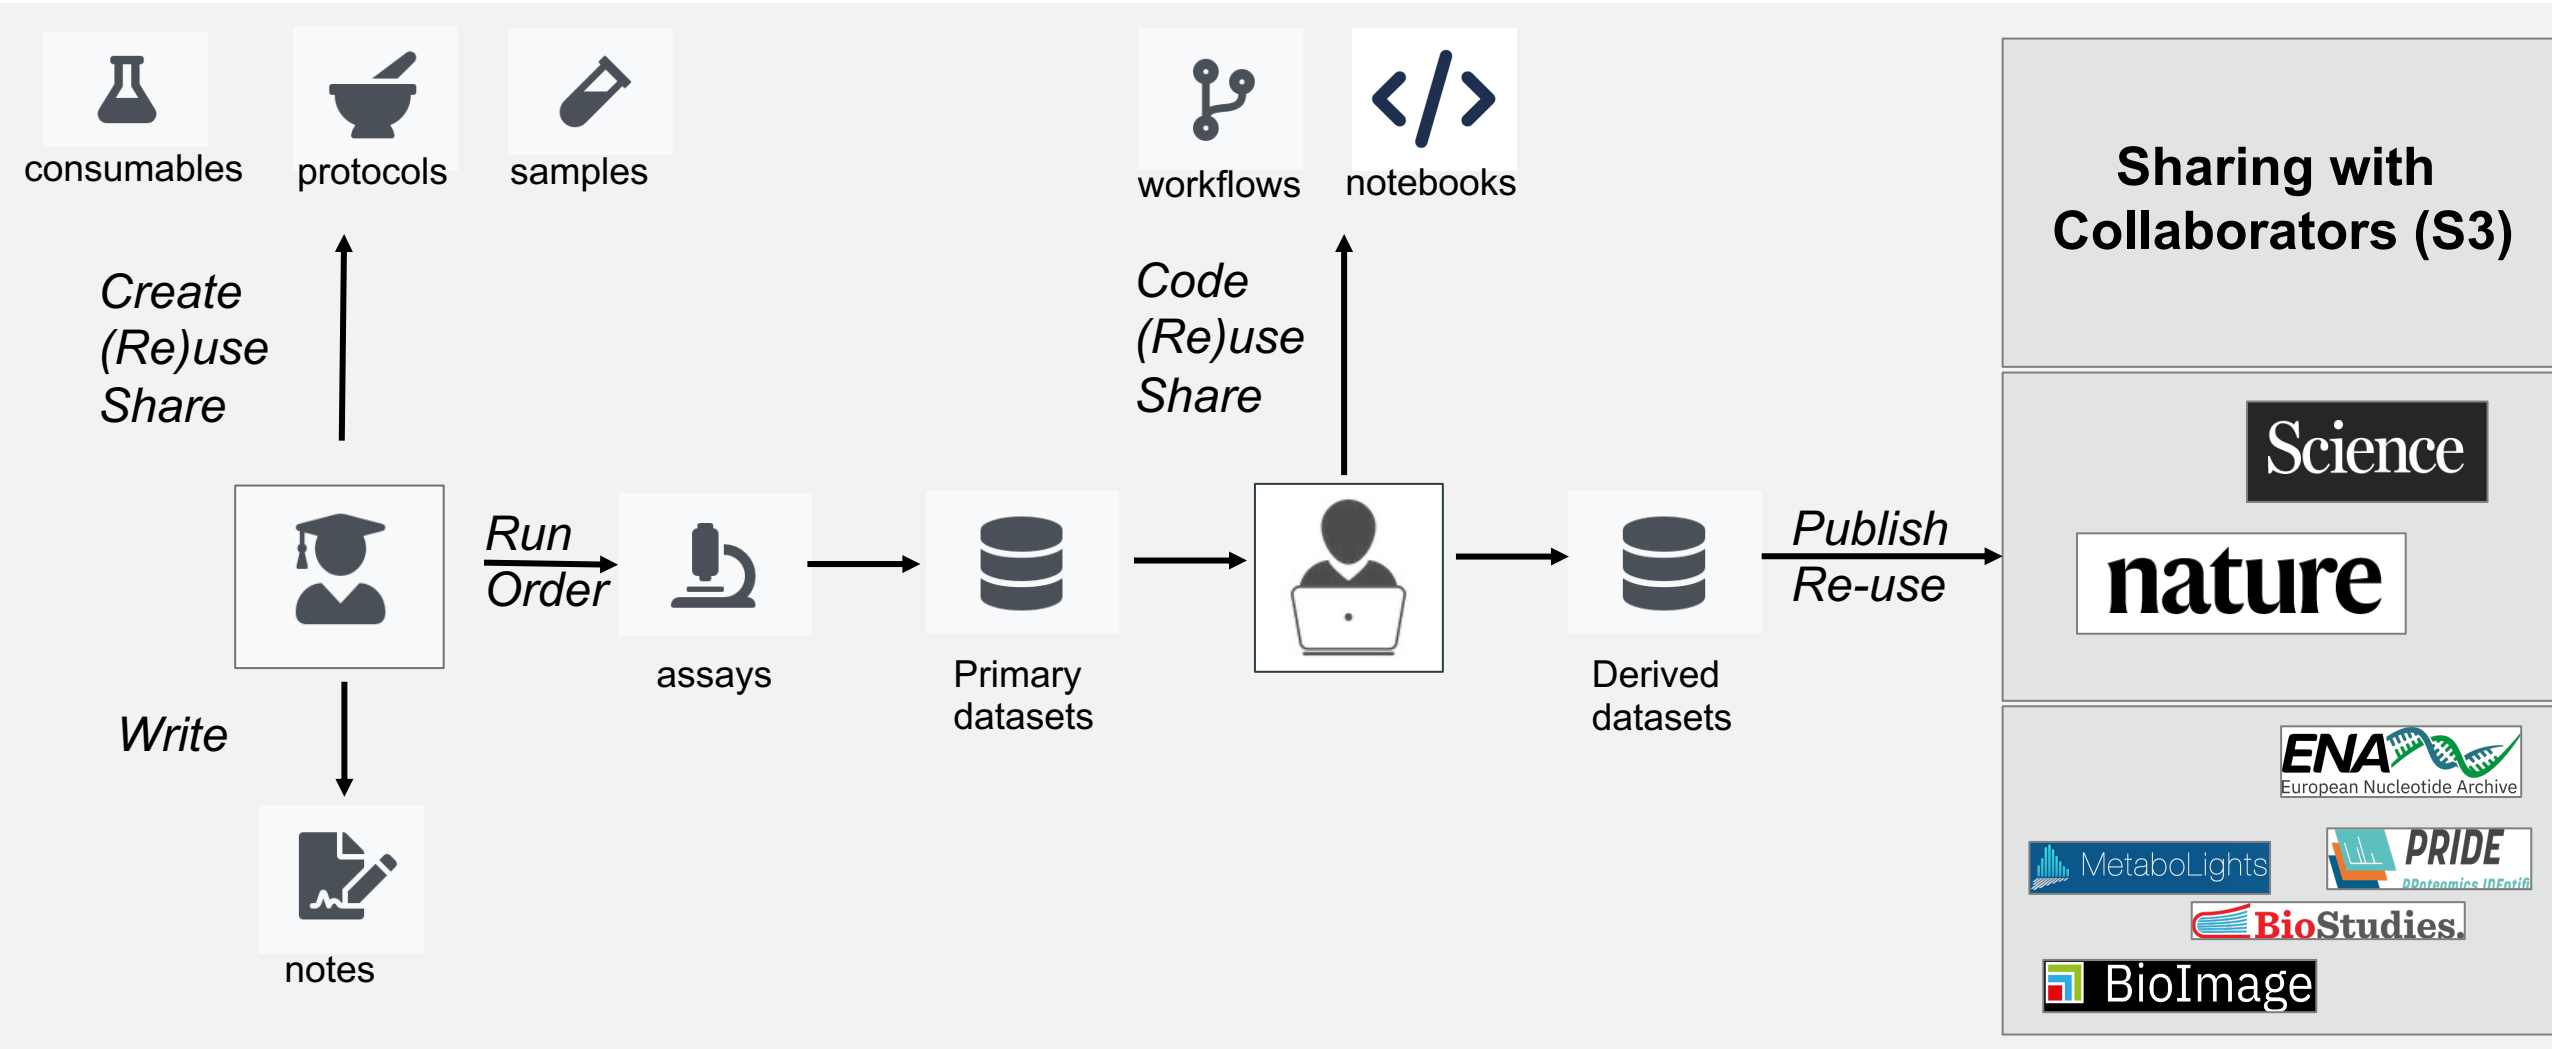 consumables
protocols
samples
workflows
notebooks
Create
(Re)use
Share
Code
(Re)use
Share
Sharing with
Collaborators (S3)
Run
Order
assays
Primary
datasets
Derived
datasets
Publish
Re-use
Science
nature
Write
notes
ENA
European Nucleotide Archive
MetaboLights
PRIDE
PRoteomics IDEntifi
BioStudies.
BioImage